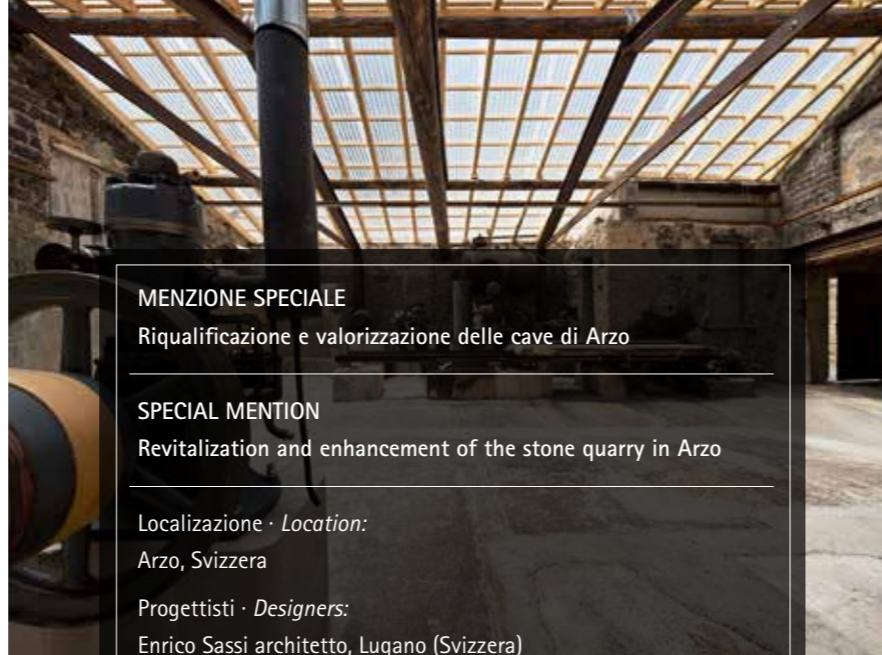 MENZIONE SPECIALE
Riqualificazione e valorizzazione delle cave di Arzo
SPECIAL MENTION
Revitalization and enhancement of the stone quarry in Arzo
Localizzazione · Location:
Arzo, Svizzera
Progettisti · Designers:
Enrico Sassi architetto, Lugano (Svizzera)